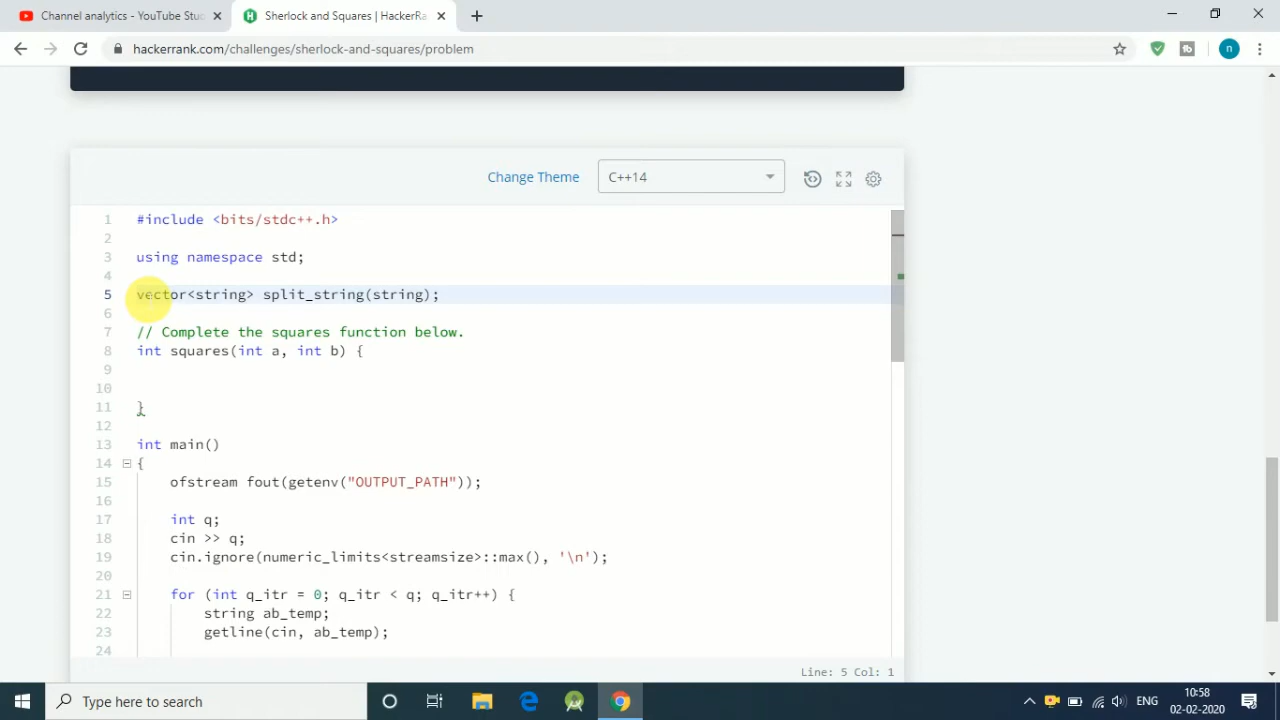 Channel analytics - YouTube Stu
Sherlock and Squares | HackerRa
hackerrank.com/challenges/sherlock-and-squares/problem
n
Change Theme
C++14
1 #include <bits/stdc++.h>
2
3 using namespace std;
4
5 vector<string> split_string(string);
6
7 // Complete the squares function below.
8 int squares(int a, int b) {
9
10
11 }
12
13 int main()
14 {
15 ofstream fout(getenv("OUTPUT_PATH"));
16
17 int q;
18 cin >> q;
19 cin.ignore(numeric_limits<streamsize>::max(), '\n');
20
21 for (int q_itr = 0; q_itr < q; q_itr++) {
22 string ab_temp;
23 getline(cin, ab_temp);
24
Line: 5 Col: 1
Type here to search
ENG
10:58
02-02-2020